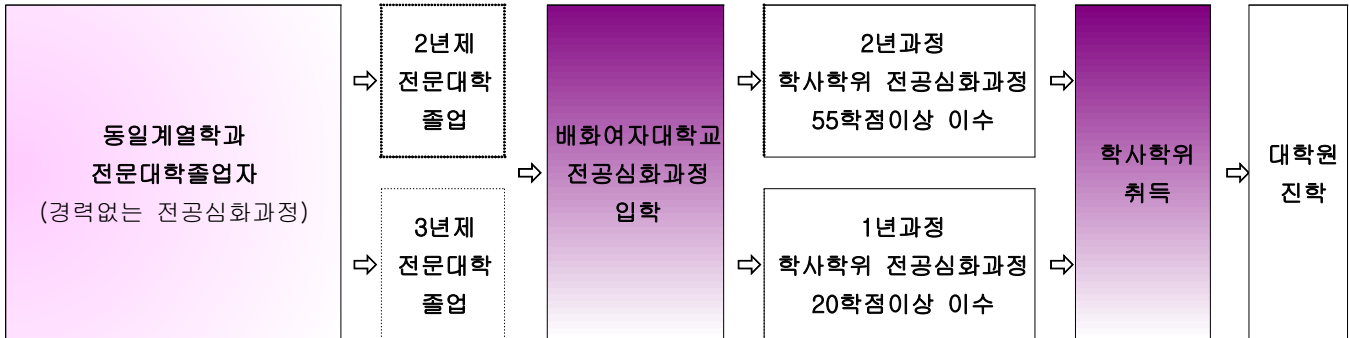 동일계열학과
전문대학졸업자
(경력없는 전공심화과정)
⇨
2년제
전문대학
졸업
⇨
3년제
전문대학
졸업
⇨
배화여자대학교
전공심화과정
입학
⇨
2년과정
학사학위 전공심화과정
55학점이상 이수
⇨
⇨
1년과정
학사학위 전공심화과정
20학점이상 이수
⇨
학사학위
취득
⇨
대학원
진학